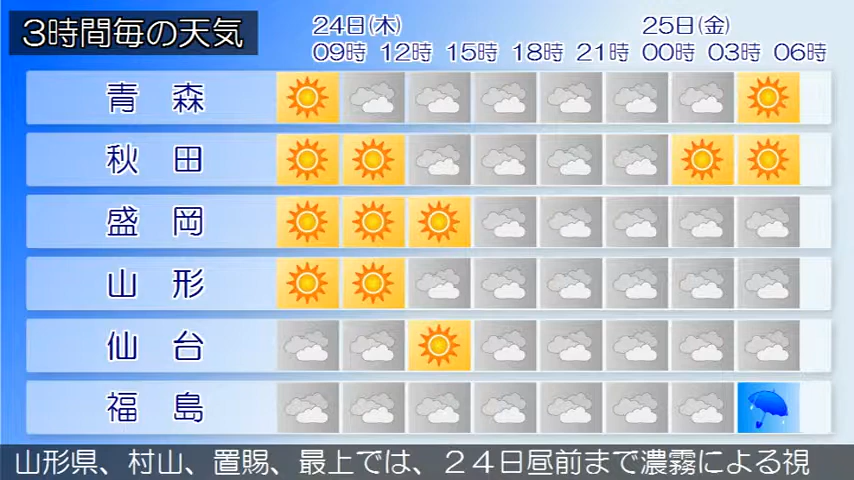 3時間毎の天気
24日(木) 25日(金)
09時 12時 15時 18時 21時 00時 03時 06時
青森
秋田
盛岡
山形
仙台
福島
山形県、村山、置賜、最上では、２４日昼前まで濃霧による視